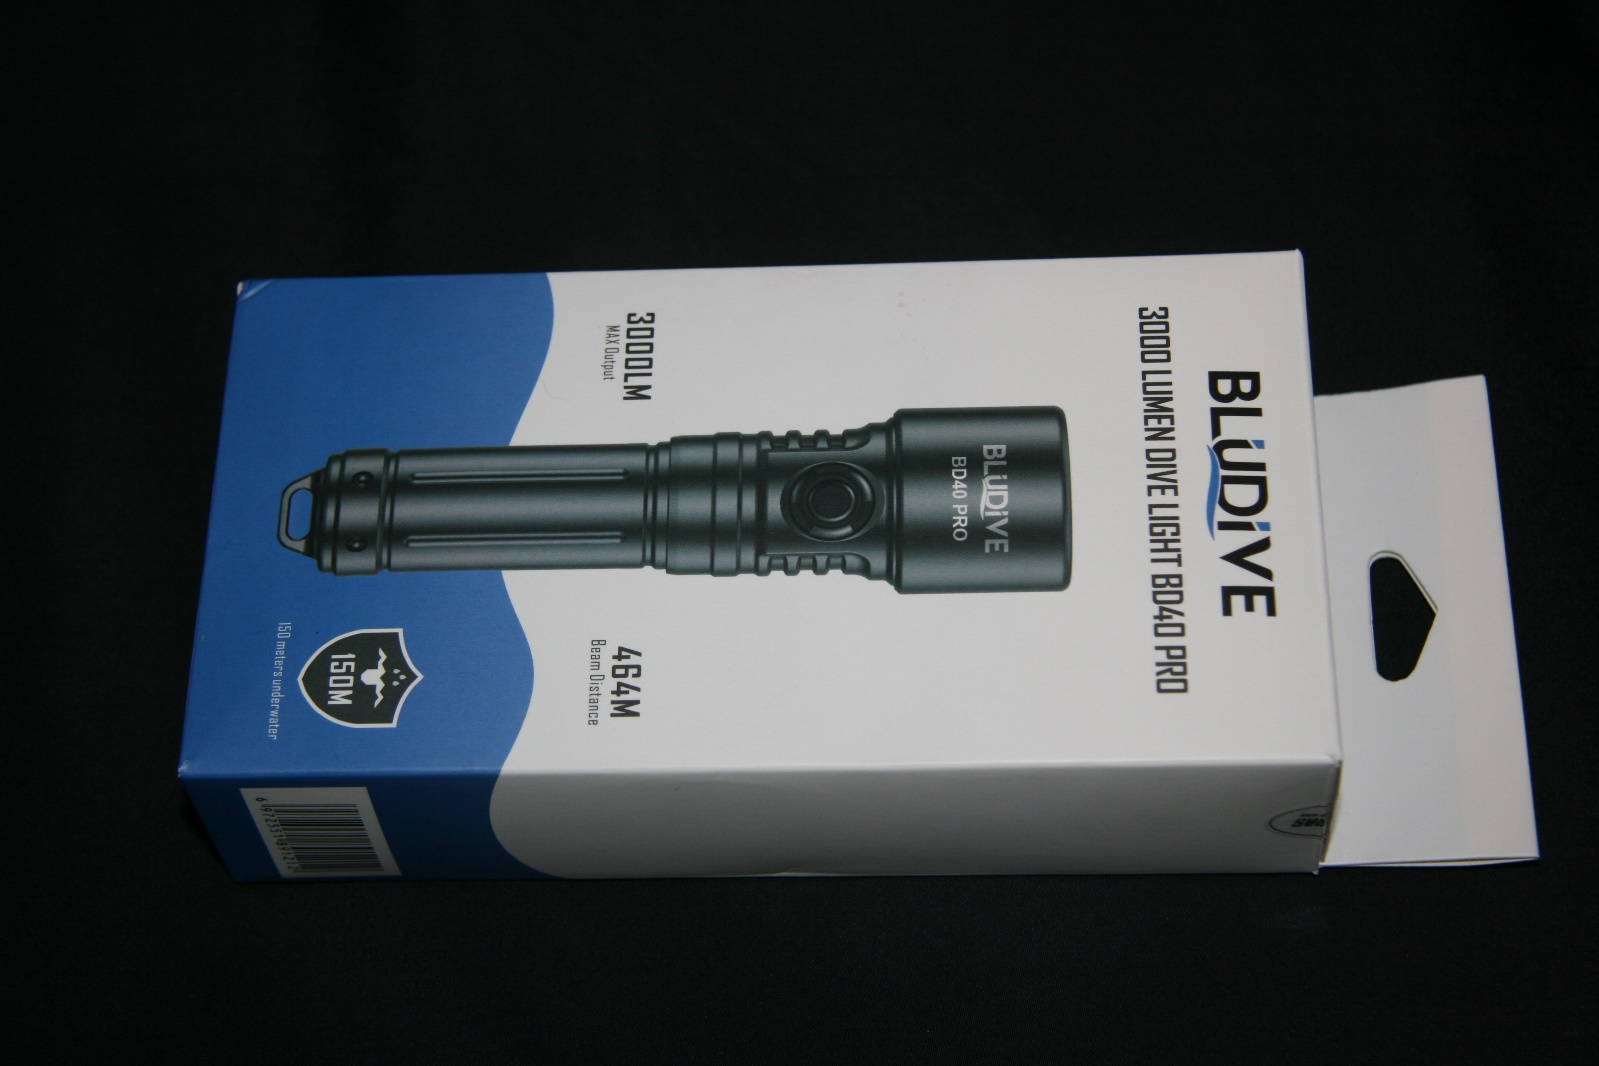 BLUDIVE
3000 LUMEN DIVE LIGHT BD40 PRO
BLUDIVE
BD40 PRO
3000LM
MAX Output
464M
Beam Distance
150M
150 meters underwater